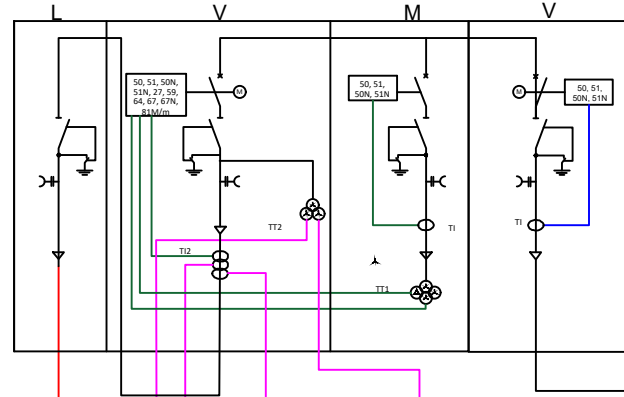 L
V
M
V
50, 51, 50N,
51N, 27, 59,
64, 67, 67N,
81M/m
M
50, 51,
50N, 51N
M
50, 51,
50N, 51N
TT2
TI
TI
TI2
TT1